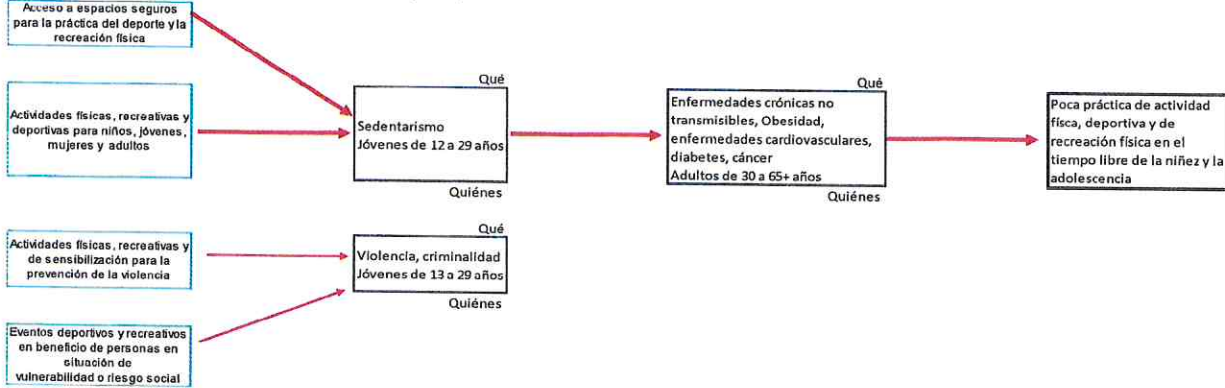 Acceso a espacios seguros
para la práctica del deporte y la
recreación física
Actividades físicas, recreativas y
deportivas para niños, jóvenes,
mujeres y adultos
Qué
Sedentarismo
Jóvenes de 12 a 29 años
Quiénes
Qué
Enfermedades crónicas no
transmisibles, Obesidad,
enfermedades cardiovasculares,
diabetes, cáncer
Adultos de 30 a 65+ años
Quiénes
Poca práctica de actividad
físca, deportiva y de
recreación física en el
tiempo libre de la niñez y la
adolescencia
Actividades físicas, recreativas y
de sensibilización para la
prevención de la violencia
Qué
Violencia, criminalidad
Jóvenes de 13 a 29 años
Quiénes
Eventos deportivos y recreativos
en beneficio de personas en
situación de
vulnerabilidad o riesgo social